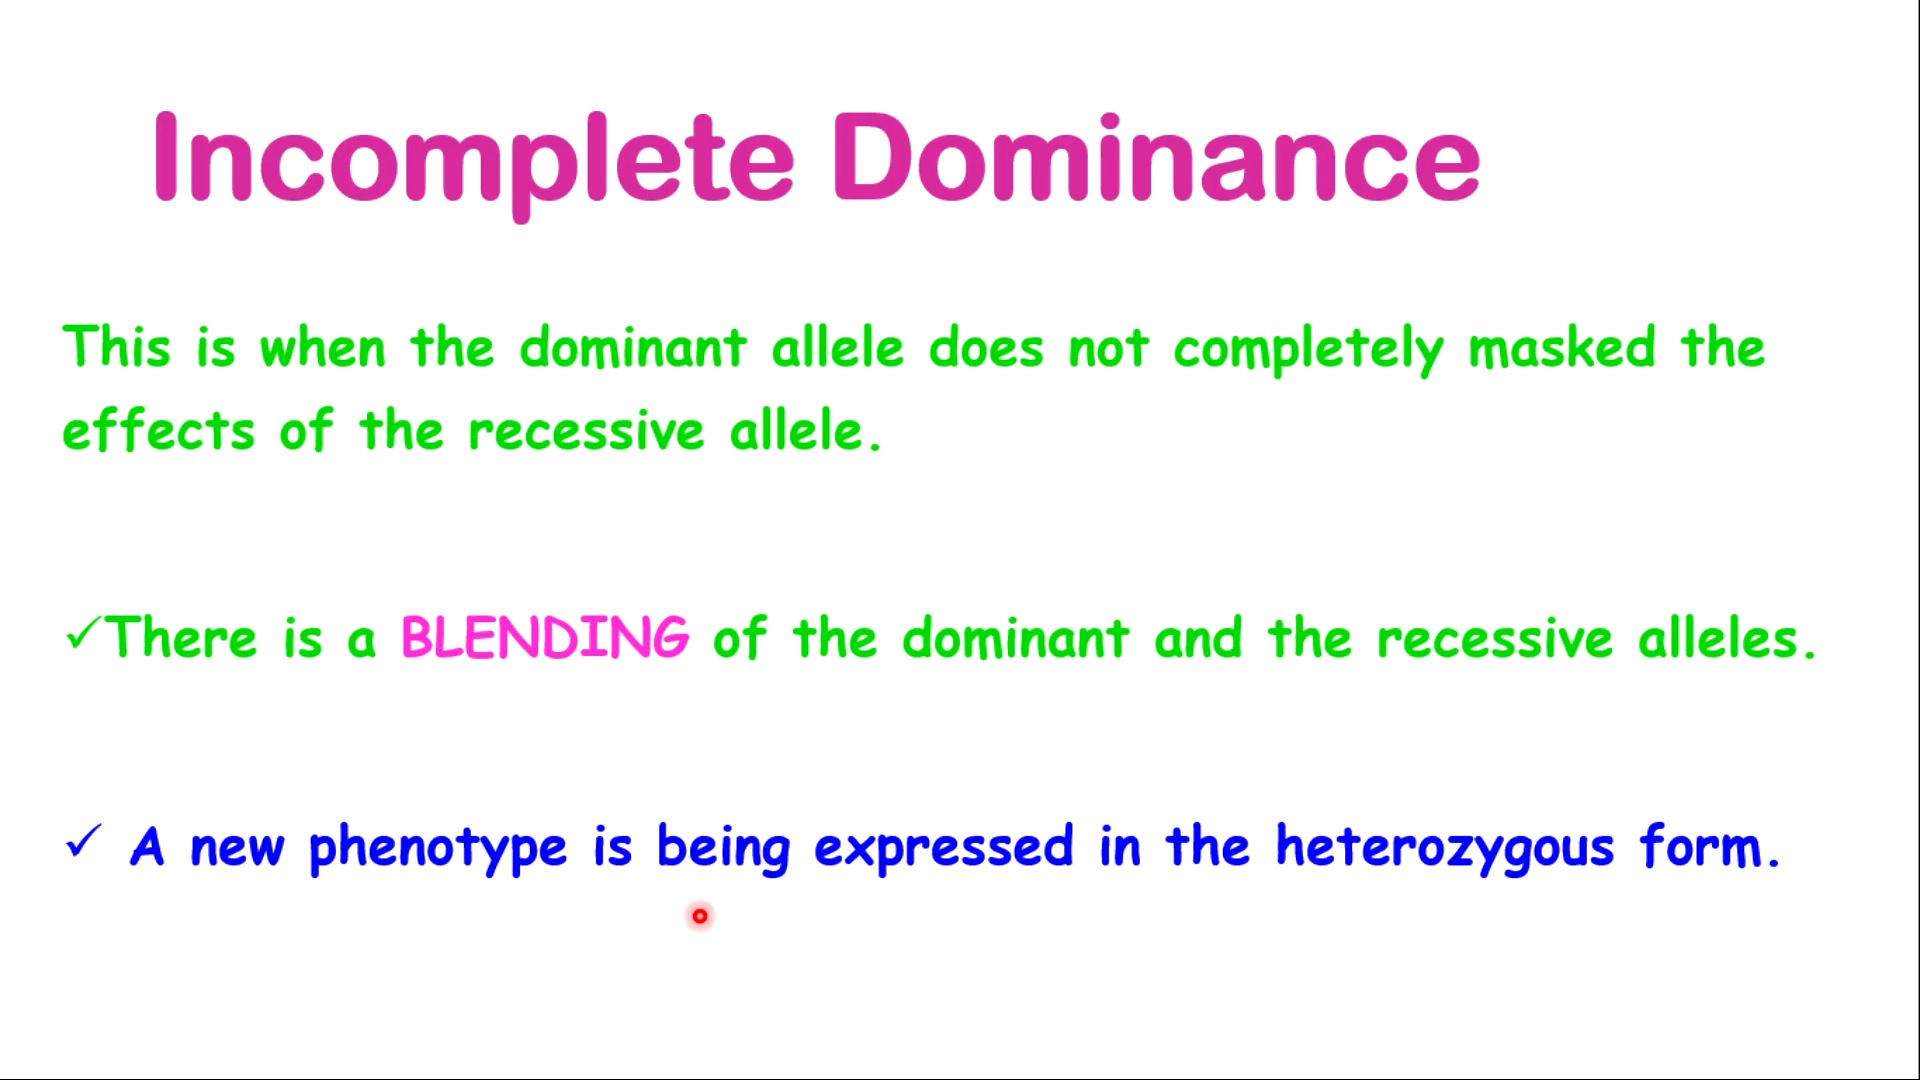 Incomplete Dominance
This is when the dominant allele does not completely masked the
effects of the recessive allele.
✓There is a BLENDING of the dominant and the recessive alleles.
✓ A new phenotype is being expressed in the heterozygous form.